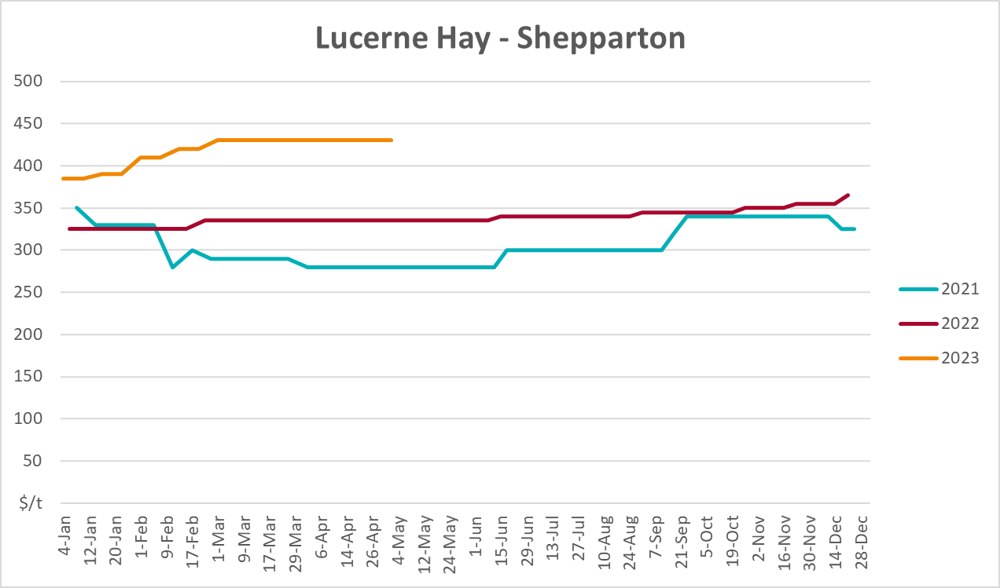 Lucerne Hay - Shepparton
500
450
400
350
300
250
200
150
100
50
$/t
4-Jan
12-Jan
20-Jan
1-Feb
9-Feb
17-Feb
1-Mar
9-Mar
17-Mar
29-Mar
6-Apr
14-Apr
26-Apr
4-May
12-May
24-May
1-Jun
15-Jun
29-Jun
13-Jul
27-Jul
10-Aug
24-Aug
7-Sep
21-Sep
5-Oct
19-Oct
2-Nov
16-Nov
30-Nov
14-Dec
28-Dec
2021
2022
2023